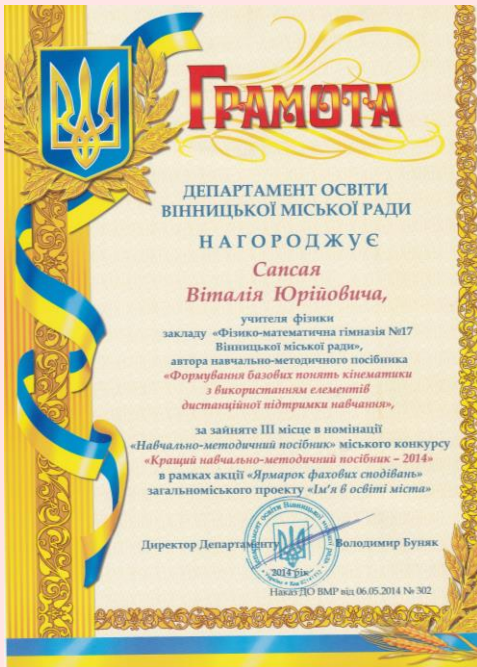 ГРАМОТА
ДЕПАРТАМЕНТ ОСВІТИ
ВІННИЦЬКОЇ МІСЬКОЇ РАДИ
НАГОРОДЖУЄ
Сапсая
Віталія Юрійовича,
учителя фізики
закладу «Фізико-математична гімназія №17
Вінницької міської ради»,
автора навчально-методичного посібника
«Формування базових понять кінематики
з використанням елементів
дистанційної підтримки навчання»,
за зайняте ІІІ місце в номінації
«Навчально-методичний посібник» міського конкурсу
«Кращий навчально-методичний посібник – 2014»
в рамках акції «Ярмарок фахових сподівань»
загальноміського проекту «Ім'я в освіті міста»
Директор Департаменту Володимир Буняк
2014 рік
Наказ ДО ВМР від 06.05.2014 № 302